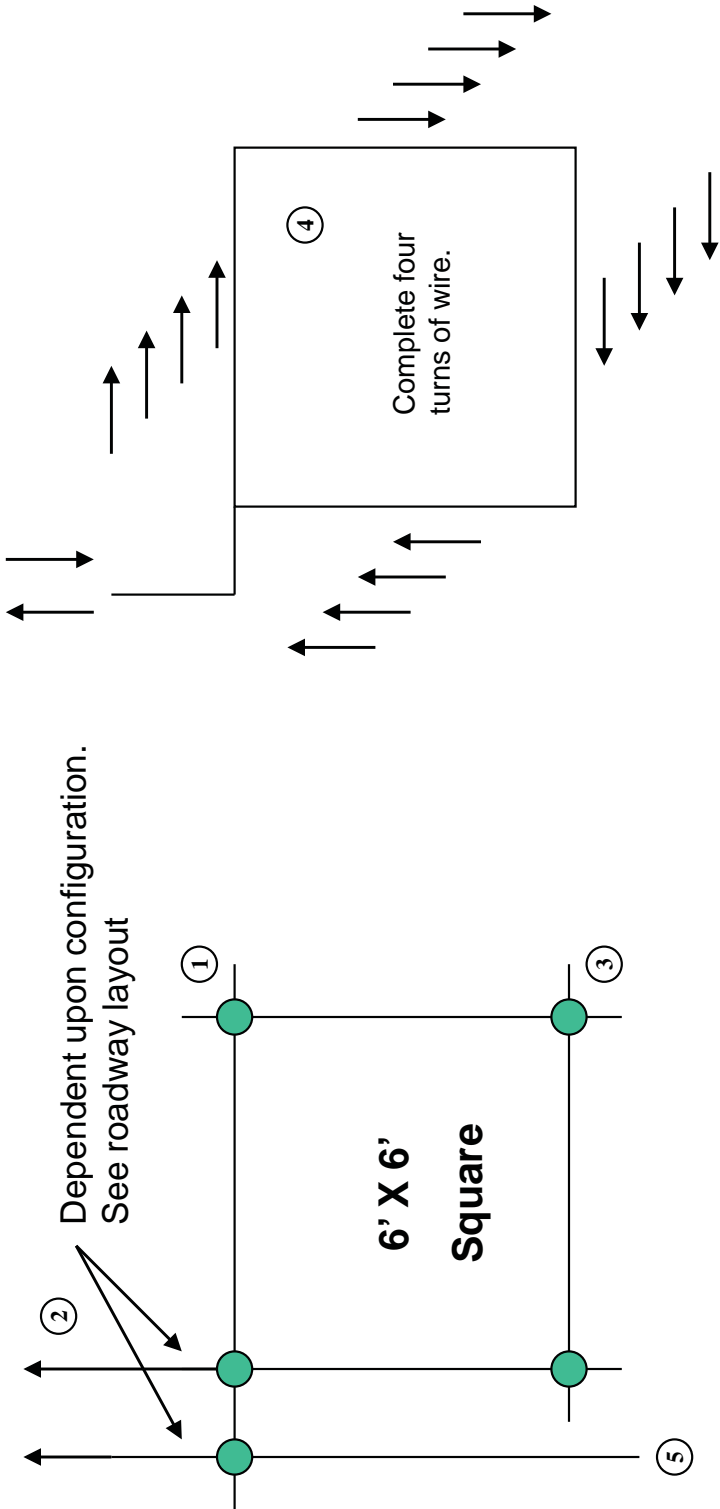 Dependent upon configuration.
See roadway layout
2
1
6’ X 6’
Square
3
5
4
Complete four
turns of wire.